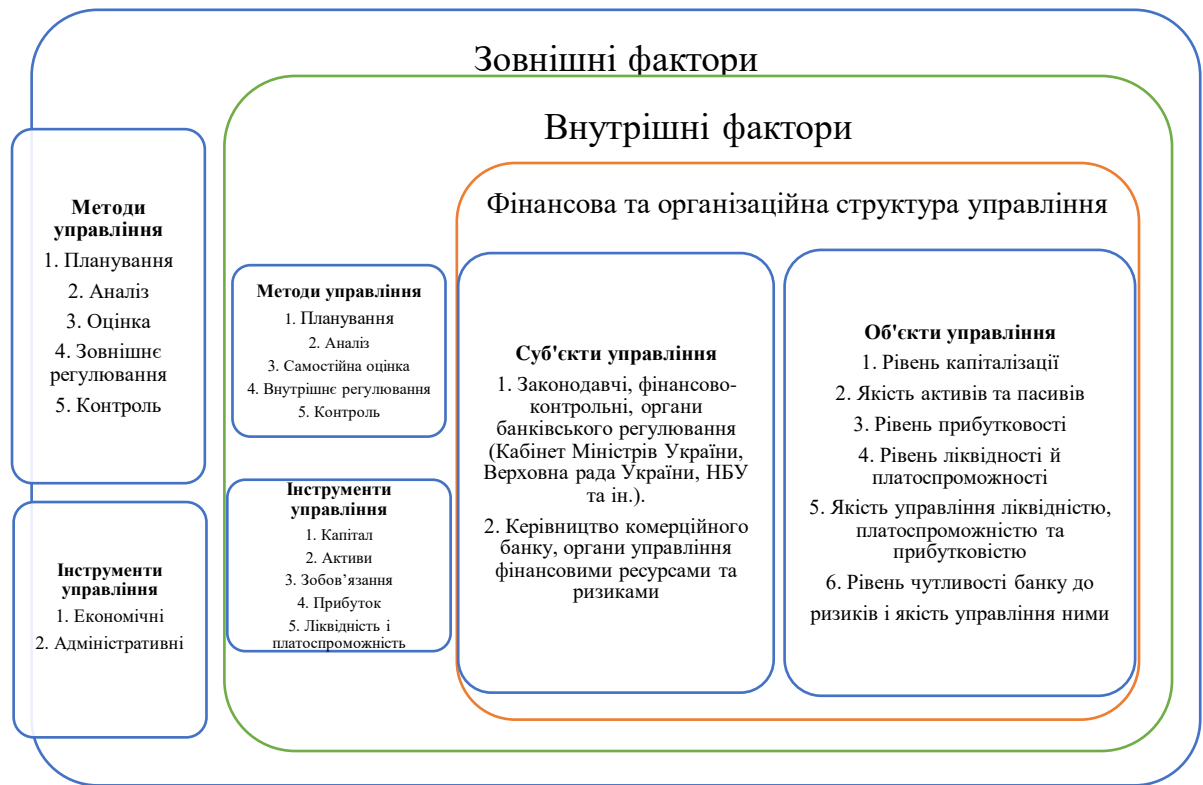 Зовнішні фактори
Внутрішні фактори
Фінансова та організаційна структура управління
Методи
управління
1. Планування
2. Аналіз
3. Оцінка
4. Зовнішнє
регулювання
5. Контроль
Інструменти
управління
1. Економічні
2. Адміністративні
Методи управління
1. Планування
2. Аналіз
3. Самостійна оцінка
4. Внутрішнє регулювання
5. Контроль
Інструменти
управління
1. Капітал
2. Активи
3. Зобов’язання
4. Прибуток
5. Ліквідність і
платоспроможність
Суб'єкти управління
1. Законодавчі, фінансово-
контрольні, органи
банківського регулювання
(Кабінет Міністрів України,
Верховна рада України, НБУ
та ін.).
2. Керівництво комерційного
банку, органи управління
фінансовими ресурсами та
ризиками
Об'єкти управління
1. Рівень капіталізації
2. Якість активів та пасивів
3. Рівень прибутковості
4. Рівень ліквідності й
платоспроможності
5. Якість управління ліквідністю,
платоспроможністю та
прибутковістю
6. Рівень чутливості банку до
ризиків і якість управління ними